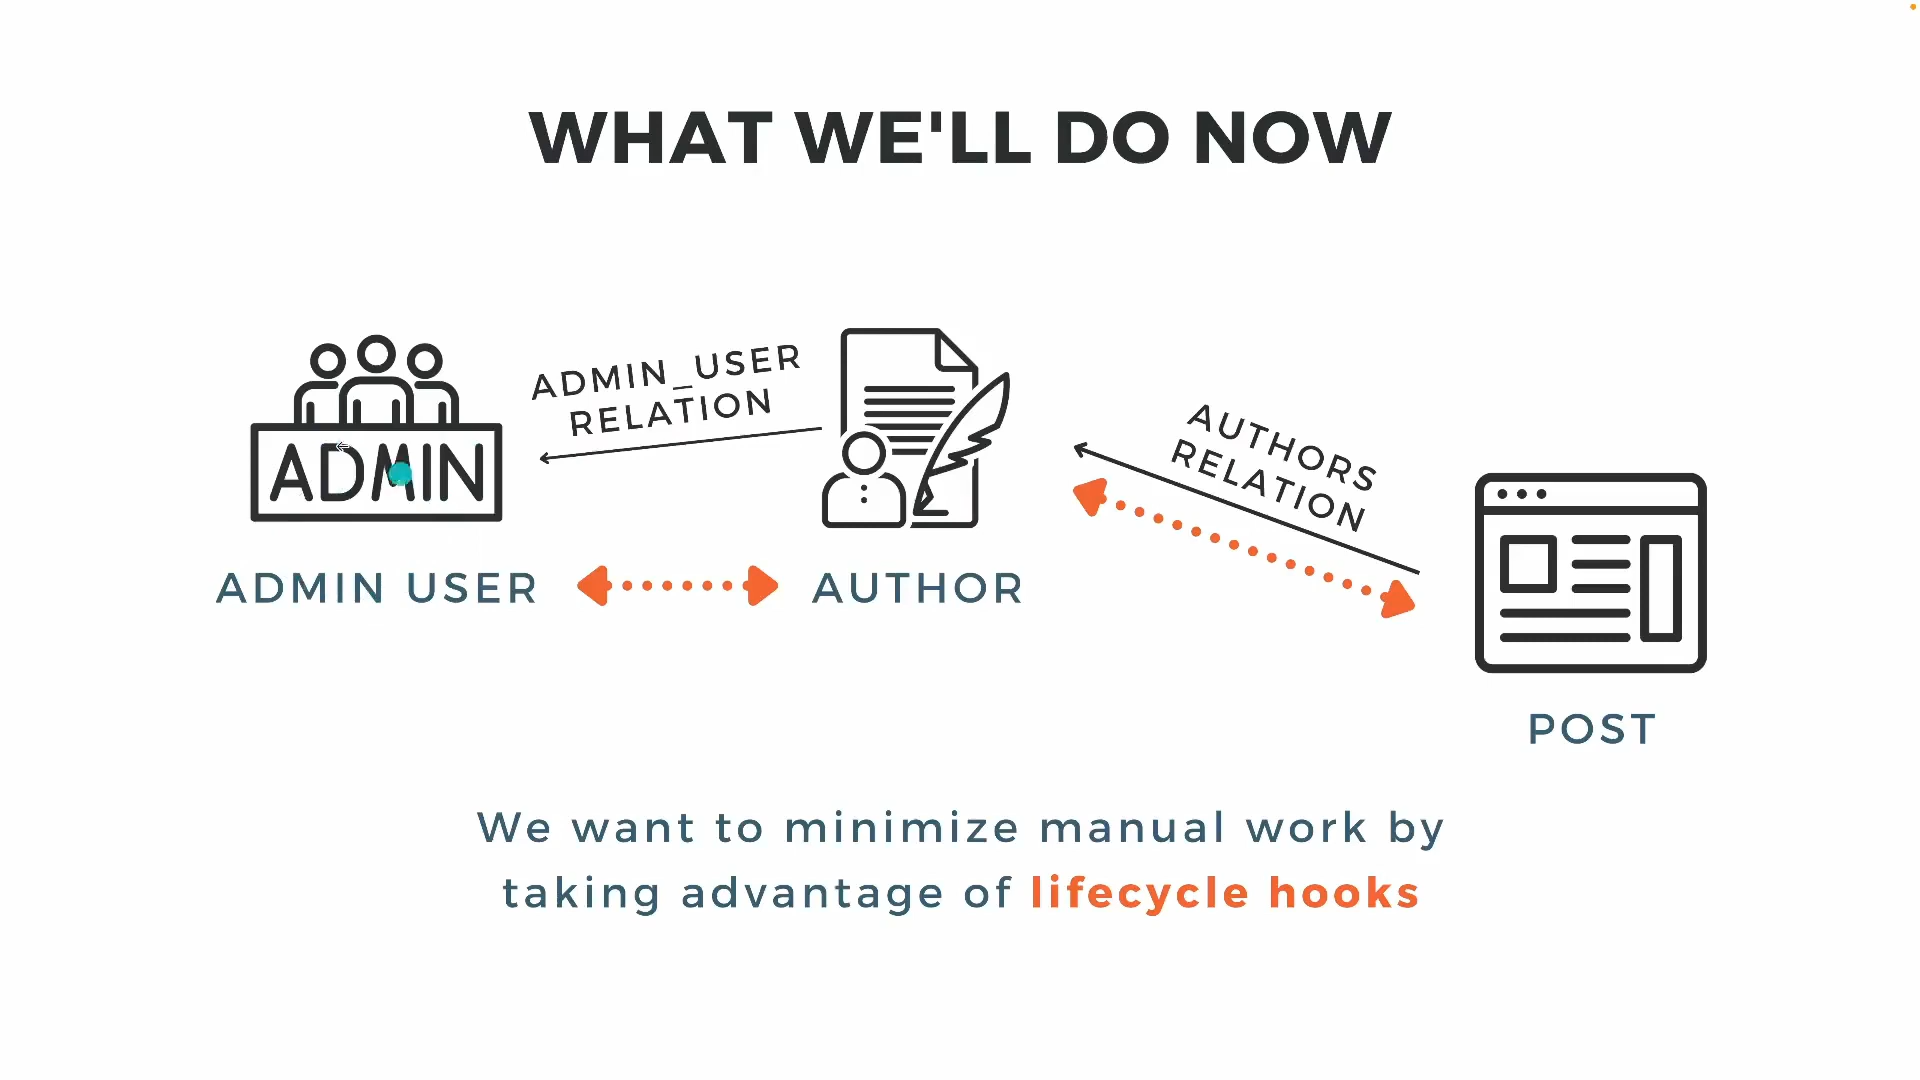 WHAT WE'LL DO NOW
ADMIN_USER
RELATION
AUTHORS
RELATION
ADMIN
ADMIN USER
AUTHOR
POST
We want to minimize manual work by
taking advantage of lifecycle hooks